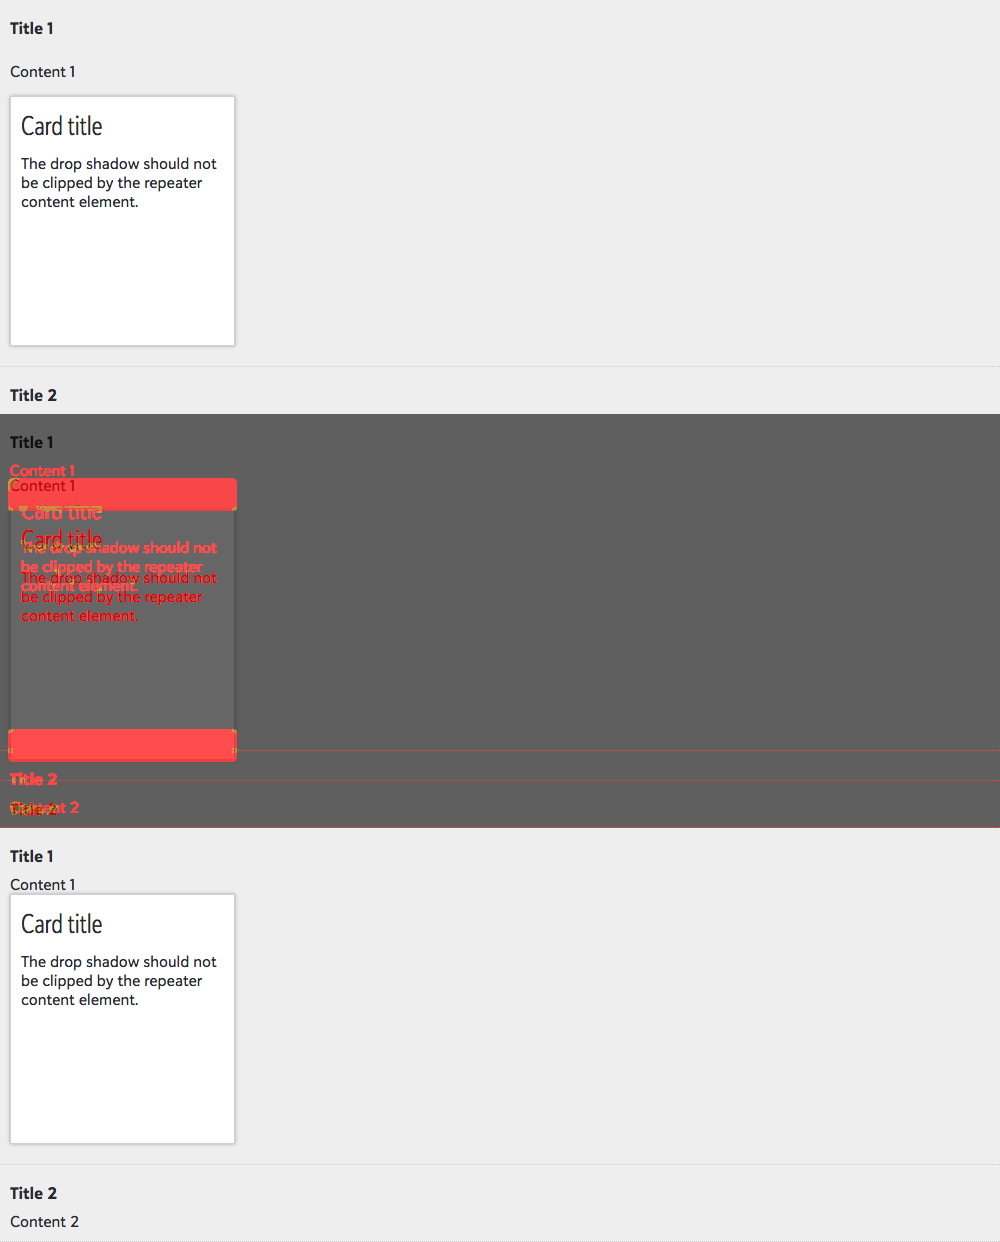 Title 1
Content 1
Card title
The drop shadow should not
be clipped by the repeater
content element.
Title 2
Title 1
Content 1
Content 1
Card title
Card title
The drop shadow should not
be clipped by the repeater
The drop shadow should not
content element.
be clipped by the repeater
content element.
Title 2
Content 2
Title 2
Title 1
Content 1
Card title
The drop shadow should not
be clipped by the repeater
content element.
Title 2
Content 2